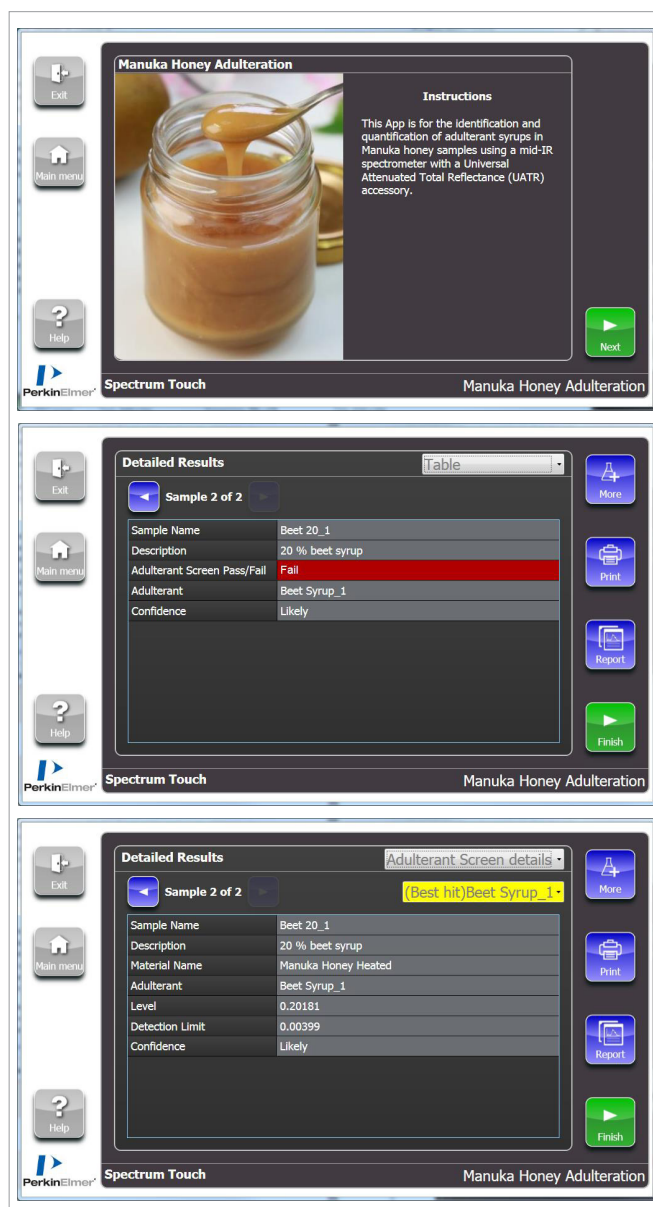 Manuka Honey Adulteration
Exit
Main menu
Help
Instructions
This App is for the identification and
quantification of adulterant syrups in
Manuka honey samples using a mid-IR
spectrometer with a Universal
Attenuated Total Reflectance (UATR)
accessory.
Next
PerkinElmer
Spectrum Touch
Manuka Honey Adulteration
Exit
Main menu
Help
Detailed Results
Table
Sample 2 of 2
Sample Name Beet 20_1
Description 20 % beet syrup
Adulterant Screen Pass/Fail Fail
Adulterant Beet Syrup_1
Confidence Likely
More
Print
Report
Finish
PerkinElmer
Spectrum Touch
Manuka Honey Adulteration
Exit
Main menu
Help
Detailed Results
Adulterant Screen details
Sample 2 of 2
(Best hit)Beet Syrup_1
Sample Name Beet 20_1
Description 20 % beet syrup
Material Name Manuka Honey Heated
Adulterant Beet Syrup_1
Level 0.20181
Detection Limit 0.00399
Confidence Likely
More
Print
Report
Finish
PerkinElmer
Spectrum Touch
Manuka Honey Adulteration